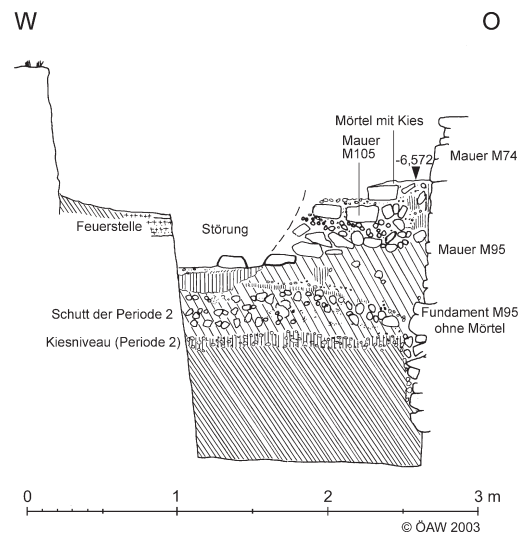 W
O
Mörtel mit Kies
Mauer
M105
-6,572
Mauer M74
Feuerstelle
Störung
Mauer M95
Schutt der Periode 2
Fundament M95
ohne Mörtel
Kiesniveau (Periode 2)
0 1 2 3 m
© ÖAW 2003